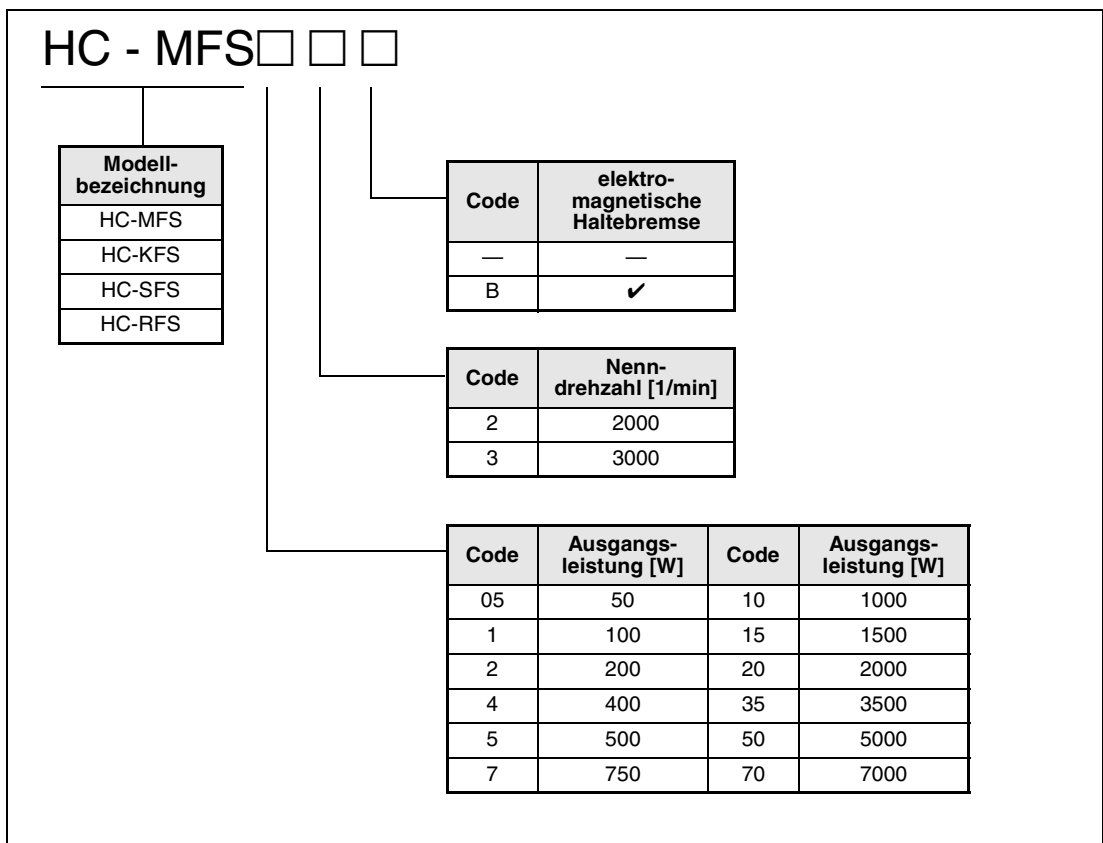 HC - MFS□ □ □
Modell-
bezeichnung
HC-MFS
HC-KFS
HC-SFS
HC-RFS
Code elektro-
magnetische
Haltebremse
— —
B ✔
Code Nenn-
drehzahl [1/min]
2 2000
3 3000
Code Ausgangs-
leistung [W] Code Ausgangs-
leistung [W]
05 50 10 1000
1 100 15 1500
2 200 20 2000
4 400 35 3500
5 500 50 5000
7 750 70 7000